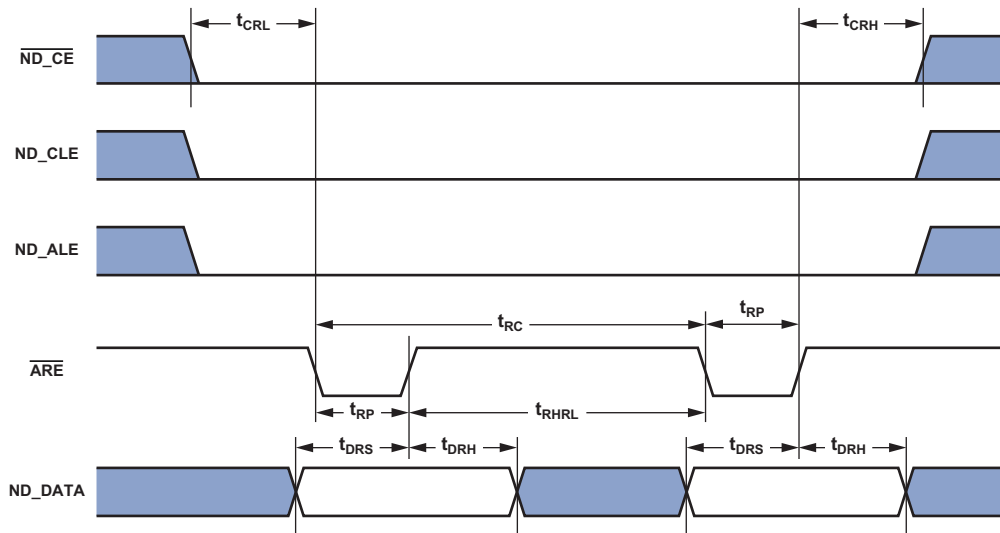 tCRL
tCRH
ND_CE
ND_CLE
ND_ALE
tRC
tRP
ARE
tRP
tRHRL
tDRS
tDRH
tDRS
tDRH
ND_DATA